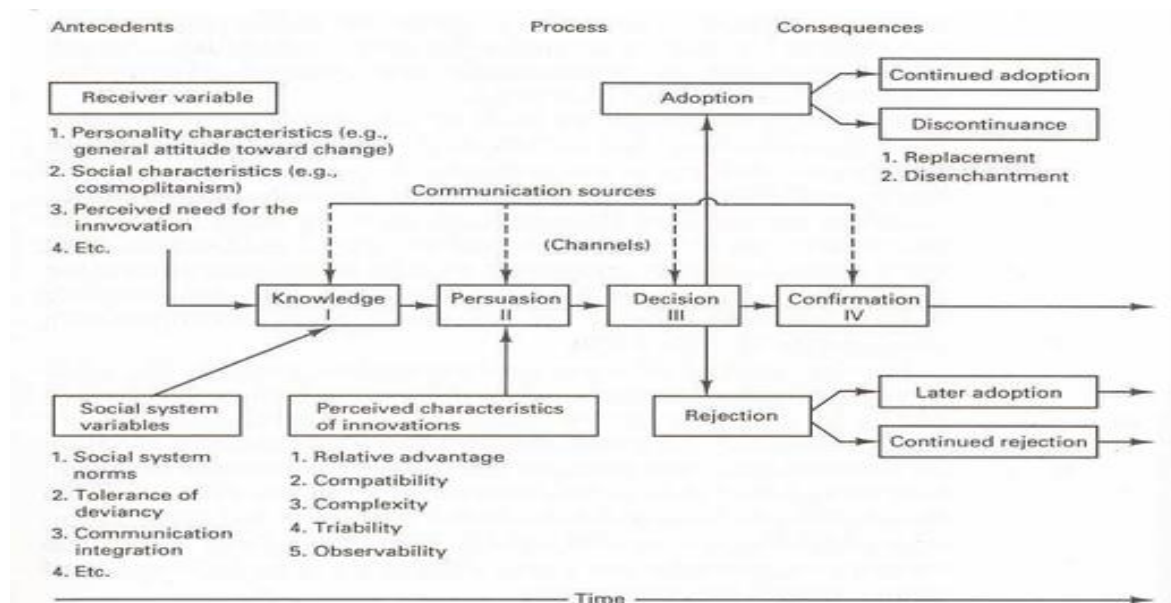 Antecedents
Process
Consequences
Receiver variable
1. Personality characteristics (e.g.,
general attitude toward change)
2. Social characteristics (e.g.,
cosmoplitanism)
3. Perceived need for the
innvovation
4. Etc.
Adoption
Continued adoption
Discontinuance
1. Replacement
2. Disenchantment
Communication sources
(Channels)
Knowledge
I
Persuasion
II
Decision
III
Confirmation
IV
Social system
variables
1. Social system
norms
2. Tolerance of
deviancy
3. Communication
integration
4. Etc.
Perceived characteristics
of innovations
1. Relative advantage
2. Compatibility
3. Complexity
4. Triability
5. Observability
Rejection
Later adoption
Continued rejection
Time